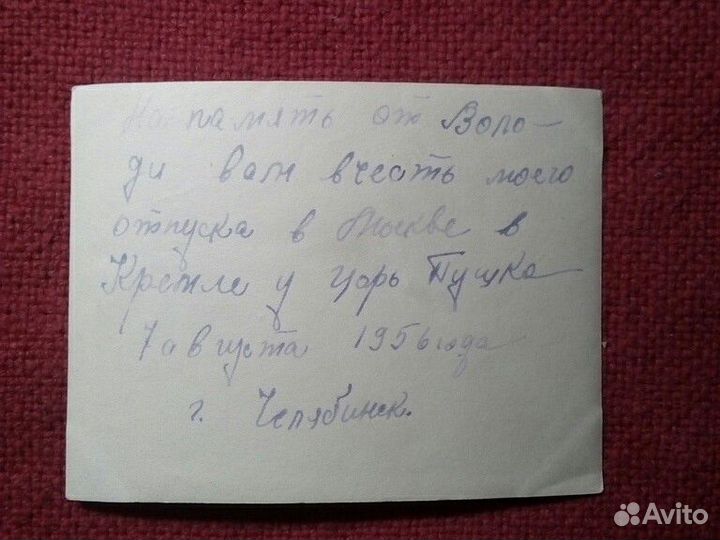 На память от Воло-
ди вам вчесть моего
отпуска в Москве в
Кремле у царь Пушка
7 августа 1956 года
г. Челябинск.
Avito